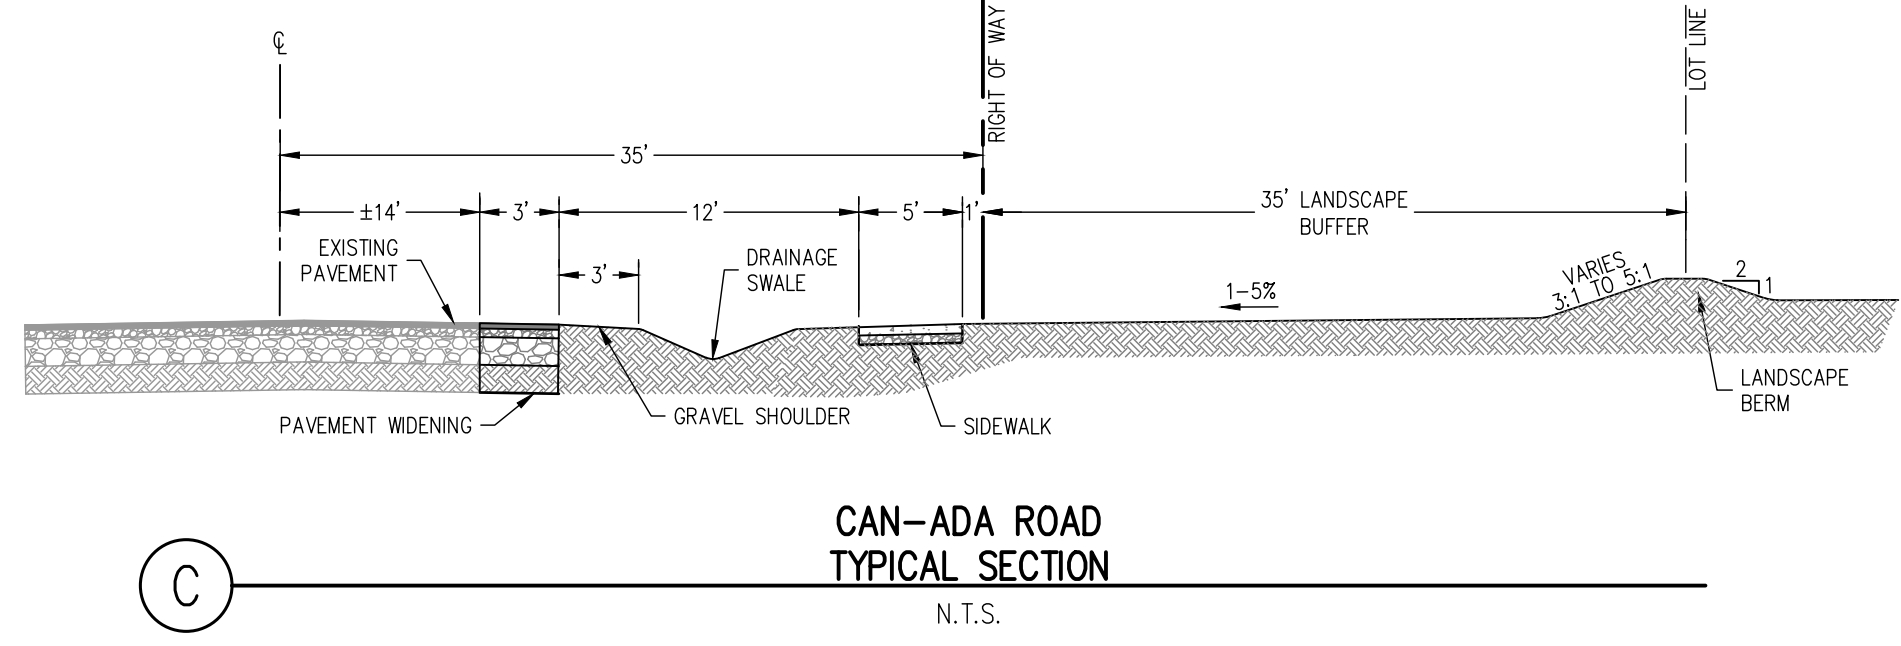 ℄
RIGHT OF WAY
LOT LINE
35'
±14'
3'
12'
5'
1'
35' LANDSCAPE
BUFFER
EXISTING
PAVEMENT
3'
DRAINAGE
SWALE
1-5%
VARIES
3:1 TO 5:1
2
1
PAVEMENT WIDENING
GRAVEL SHOULDER
SIDEWALK
LANDSCAPE
BERM
CAN-ADA ROAD
TYPICAL SECTION
C
N.T.S.